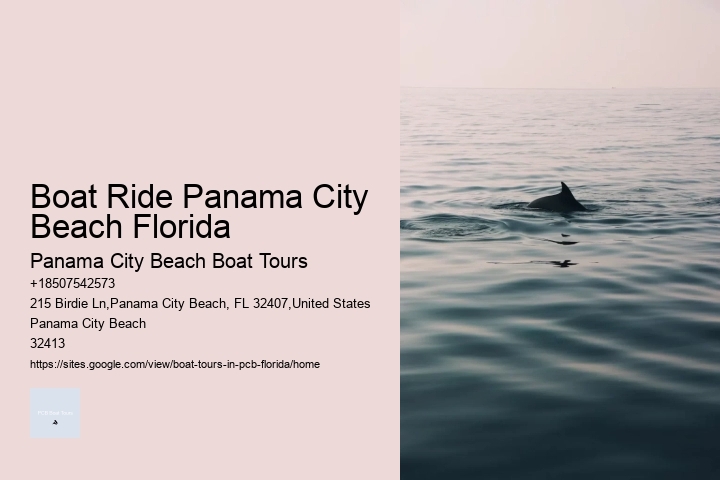 Boat Ride Panama City
Beach Florida
Panama City Beach Boat Tours
+18507542573
215 Birdie Ln,Panama City Beach, FL 32407,United States
Panama City Beach
32413
https://sites.google.com/view/boat-tours-in-pcb-florida/home